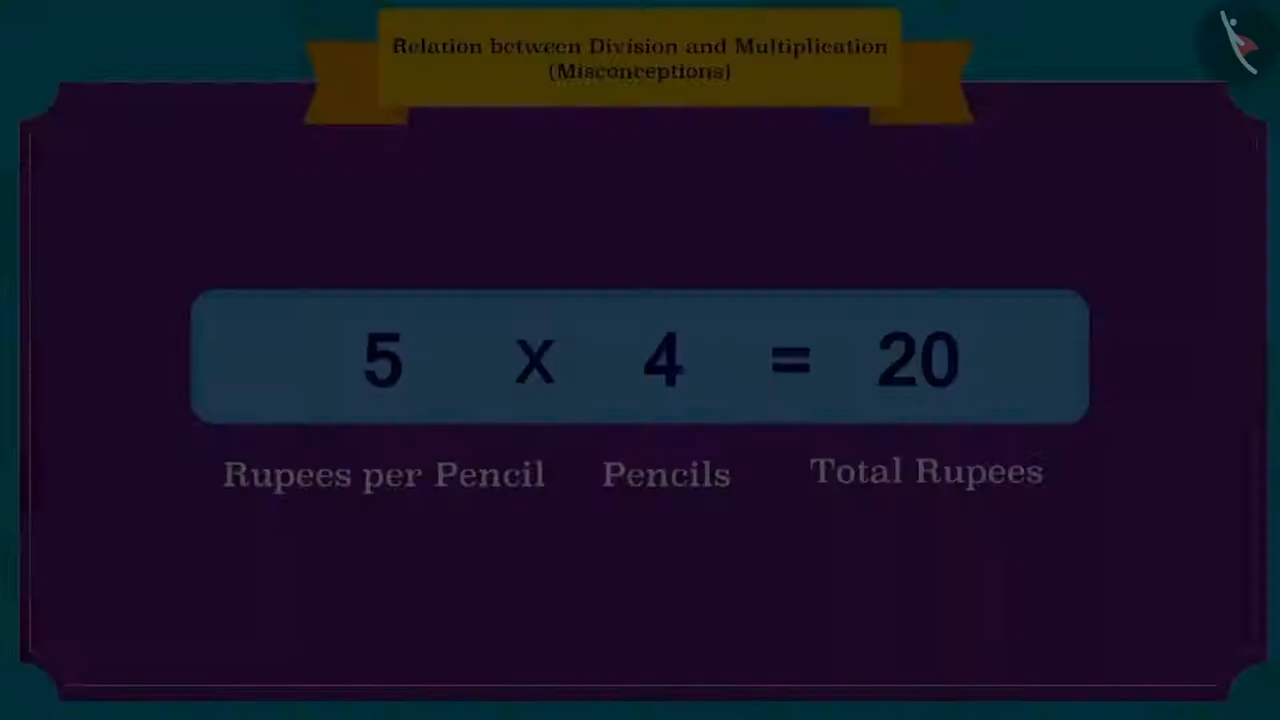 Relation between Division and Multiplication
(Misconceptions)
5 x 4 = 20
Rupees per Pencil Pencils Total Rupees